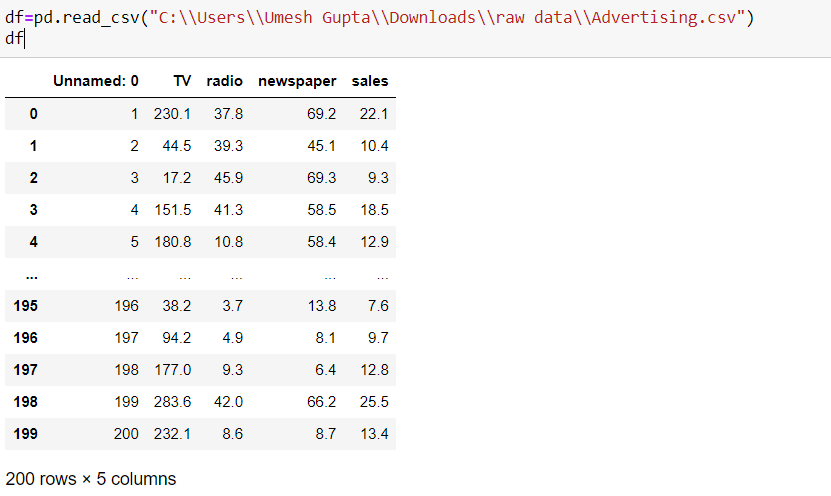 df=pd.read_csv("C:\\Users\\Umesh Gupta\\Downloads\\raw data\\Advertising.csv")
df
Unnamed: 0 TV radio newspaper sales
0 1 230.1 37.8 69.2 22.1
1 2 44.5 39.3 45.1 10.4
2 3 17.2 45.9 69.3 9.3
3 4 151.5 41.3 58.5 18.5
4 5 180.8 10.8 58.4 12.9
... ... ... ... ... ...
195 196 38.2 3.7 13.8 7.6
196 197 94.2 4.9 8.1 9.7
197 198 177.0 9.3 6.4 12.8
198 199 283.6 42.0 66.2 25.5
199 200 232.1 8.6 8.7 13.4
200 rows × 5 columns